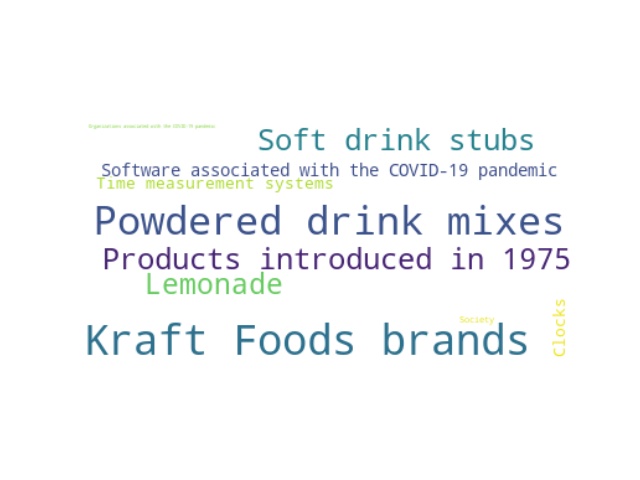 Organizations associated with the COVID-19 pandemic
Soft drink stubs
Software associated with the COVID-19 pandemic
Time measurement systems
Powdered drink mixes
Products introduced in 1975
Lemonade
Clocks
Society
Kraft Foods brands